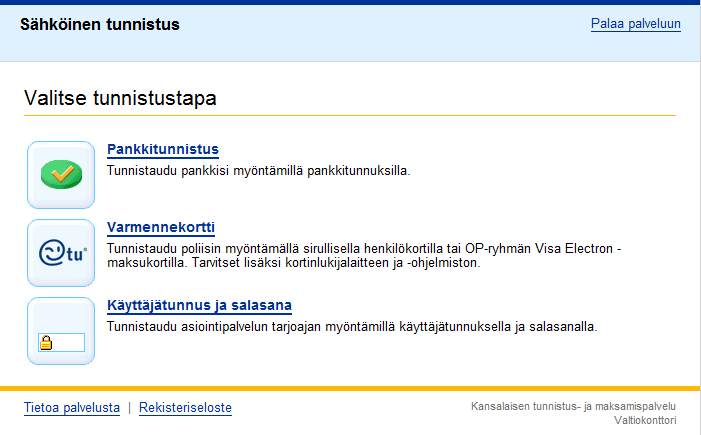 Sähköinen tunnistus
Palaa palveluun
Valitse tunnistustapa
Pankkitunnistus
Tunnistaudu pankkisi myöntämillä pankkitunnuksilla.
tu
Varmennekortti
Tunnistaudu poliisin myöntämällä sirullisella henkilökortilla tai OP-ryhmän Visa Electron -
maksukortilla. Tarvitset lisäksi kortinlukijalaitteen ja -ohjelmiston.
Käyttäjätunnus ja salasana
Tunnistaudu asiointipalvelun tarjoajan myöntämillä käyttäjätunnuksella ja salasanalla.
Tietoa palvelusta | Rekisteriseloste
Kansalaisen tunnistus- ja maksamispalvelu
Valtiokonttori